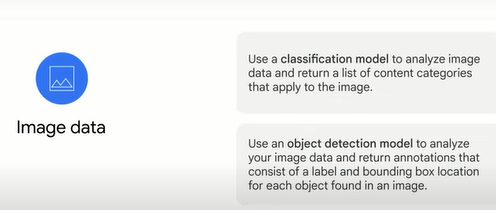 Image data
Use a classification model to analyze image
data and return a list of content categories
that apply to the image.
Use an object detection model to analyze
your image data and return annotations that
consist of a label and bounding box location
for each object found in an image.